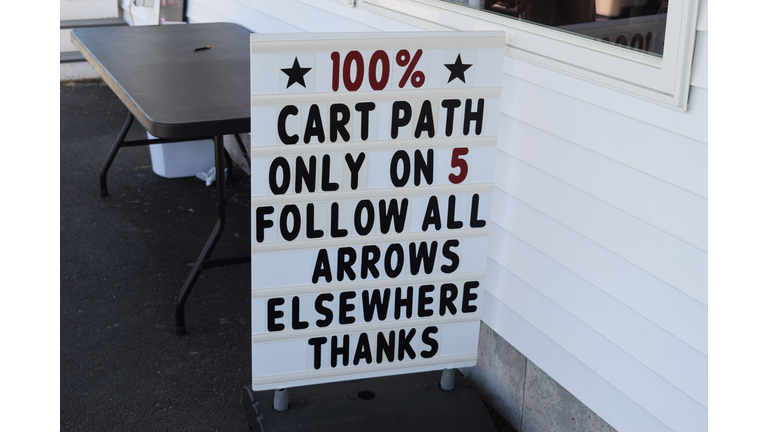 ★ 100% ★
CART PATH
ONLY ON 5
FOLLOW ALL
ARROWS
ELSEWHERE
THANKS